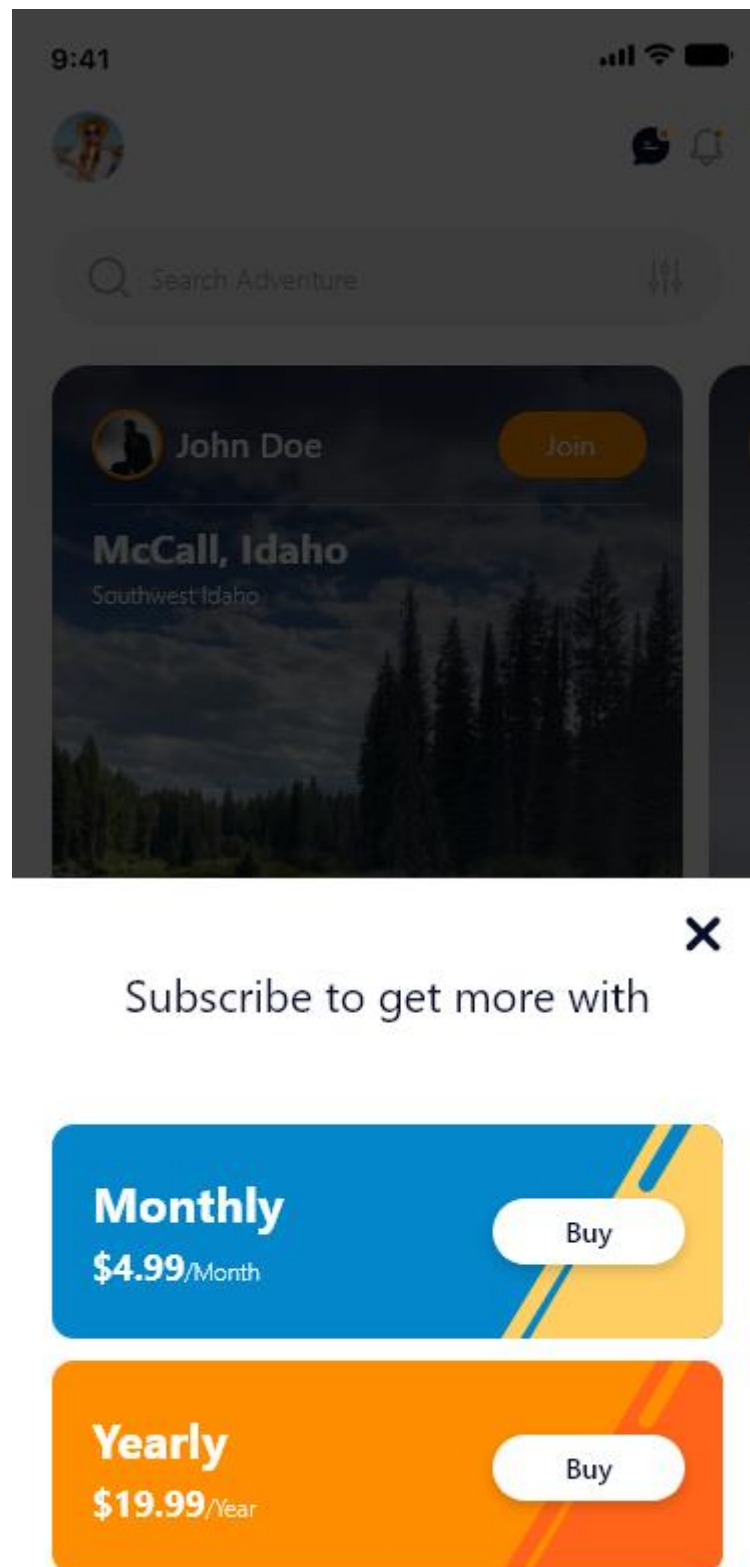 9:41
Search Adventure
John Doe
Join
McCall, Idaho
Southwest Idaho
Subscribe to get more with
Monthly
$4.99/Month
Buy
Yearly
$19.99/Year
Buy